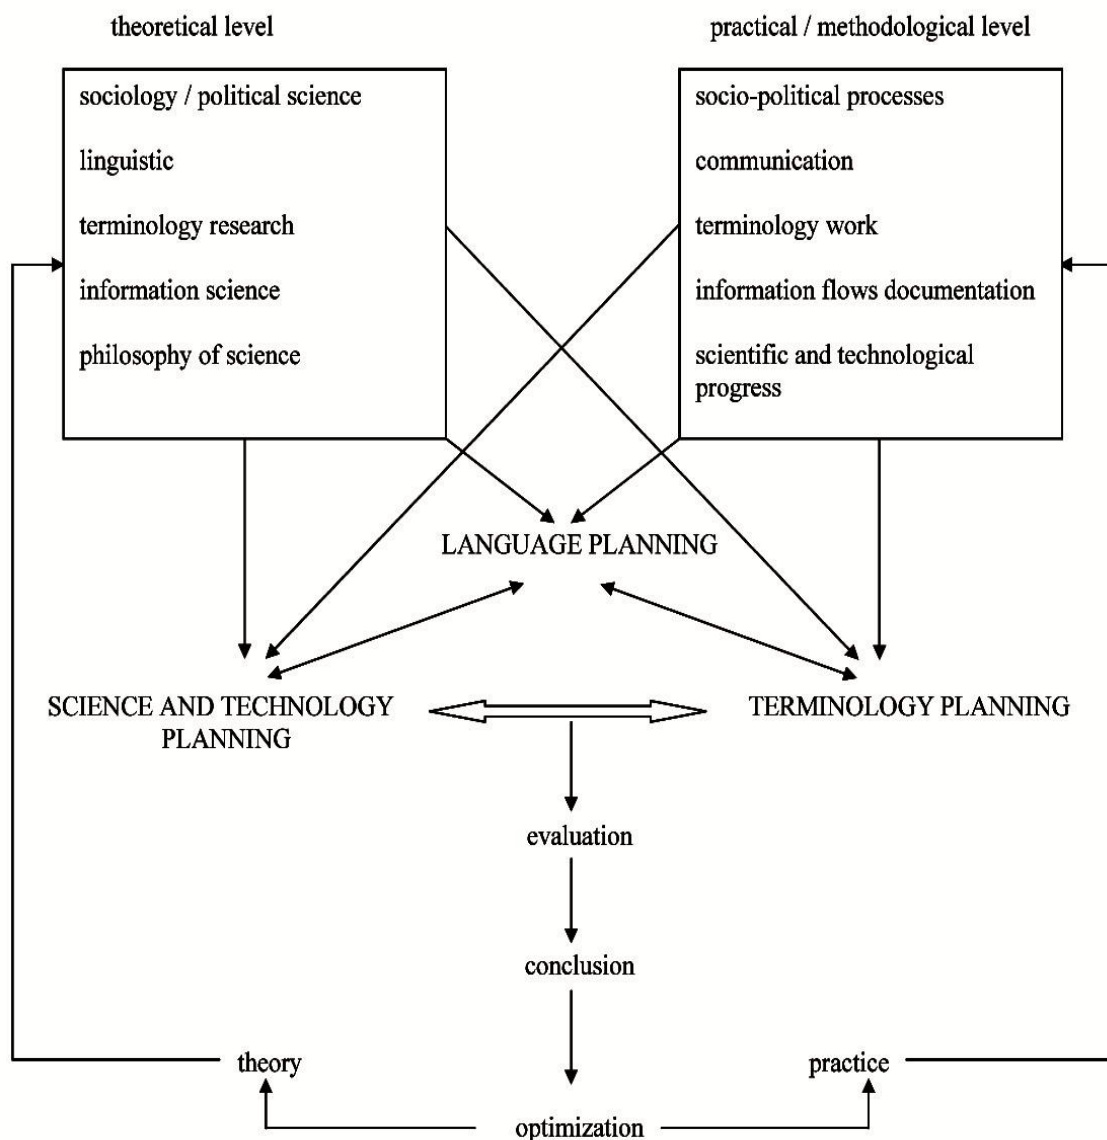 theoretical level
practical / methodological level
sociology / political science
linguistic
terminology research
information science
philosophy of science
socio-political processes
communication
terminology work
information flows documentation
scientific and technological
progress
LANGUAGE PLANNING
SCIENCE AND TECHNOLOGY
PLANNING
TERMINOLOGY PLANNING
evaluation
conclusion
theory
practice
optimization